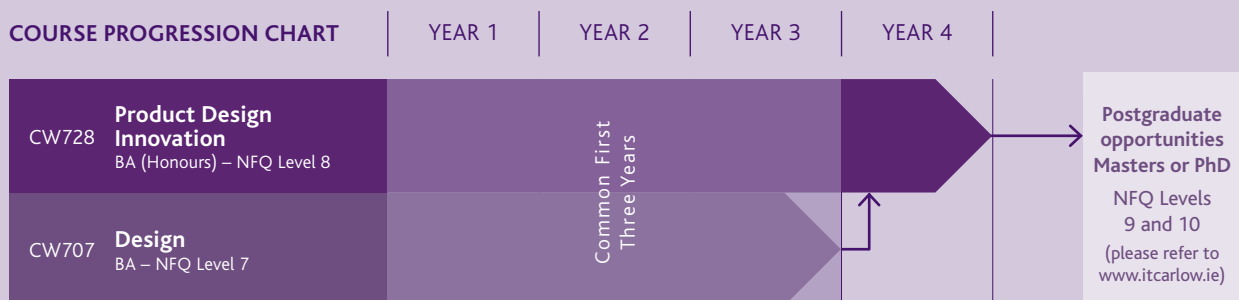 COURSE PROGRESSION CHART
YEAR 1
YEAR 2
YEAR 3
YEAR 4
CW728
Product Design
Innovation
BA (Honours) – NFQ Level 8
CW707
Design
BA – NFQ Level 7
Common First
Three Years
Postgraduate
opportunities
Masters or PhD
NFQ Levels
9 and 10
(please refer to
www.itcarlow.ie)